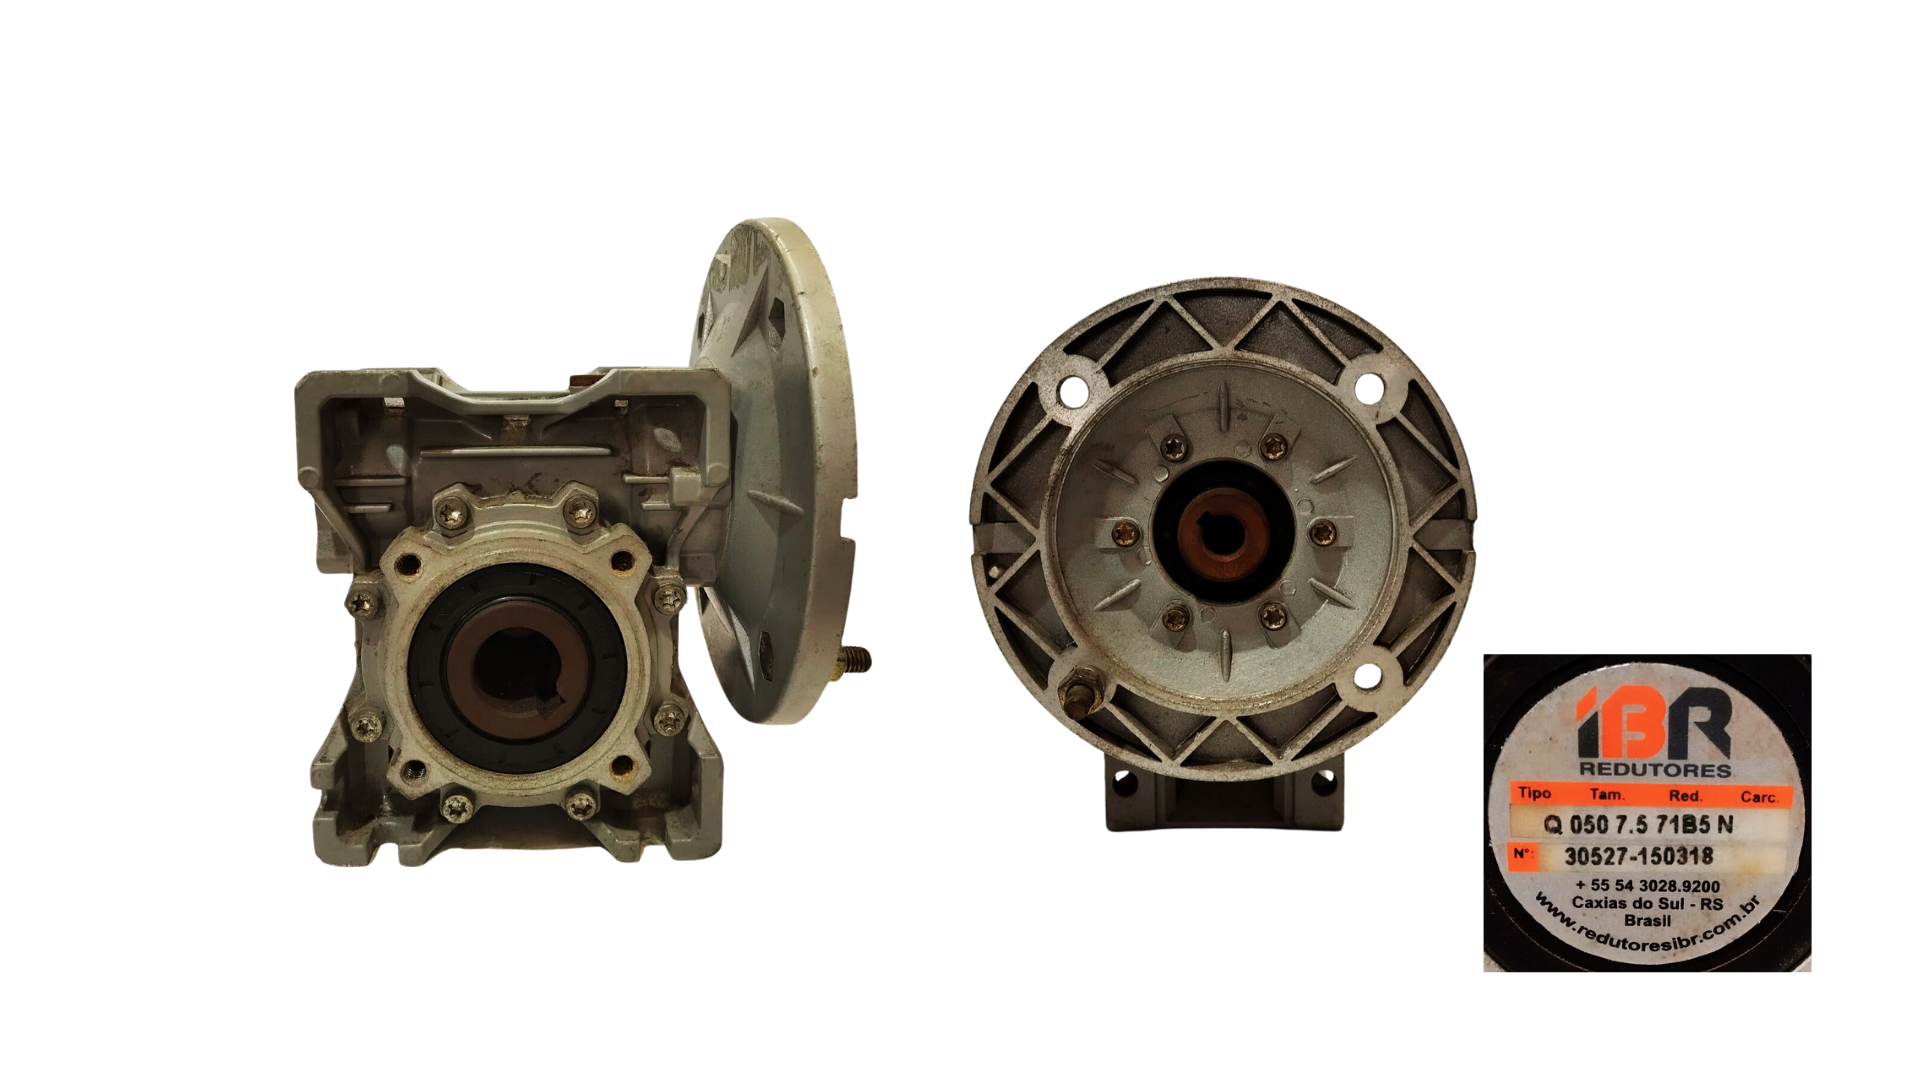 iBR
REDUTORES
Tipo Tam. Red. Carc.
Q 050 7.5 71B5 N
Nº: 30527-150318
+ 55 54 3028.9200
Caxias do Sul - RS
Brasil
www.redutoresibr.com.br